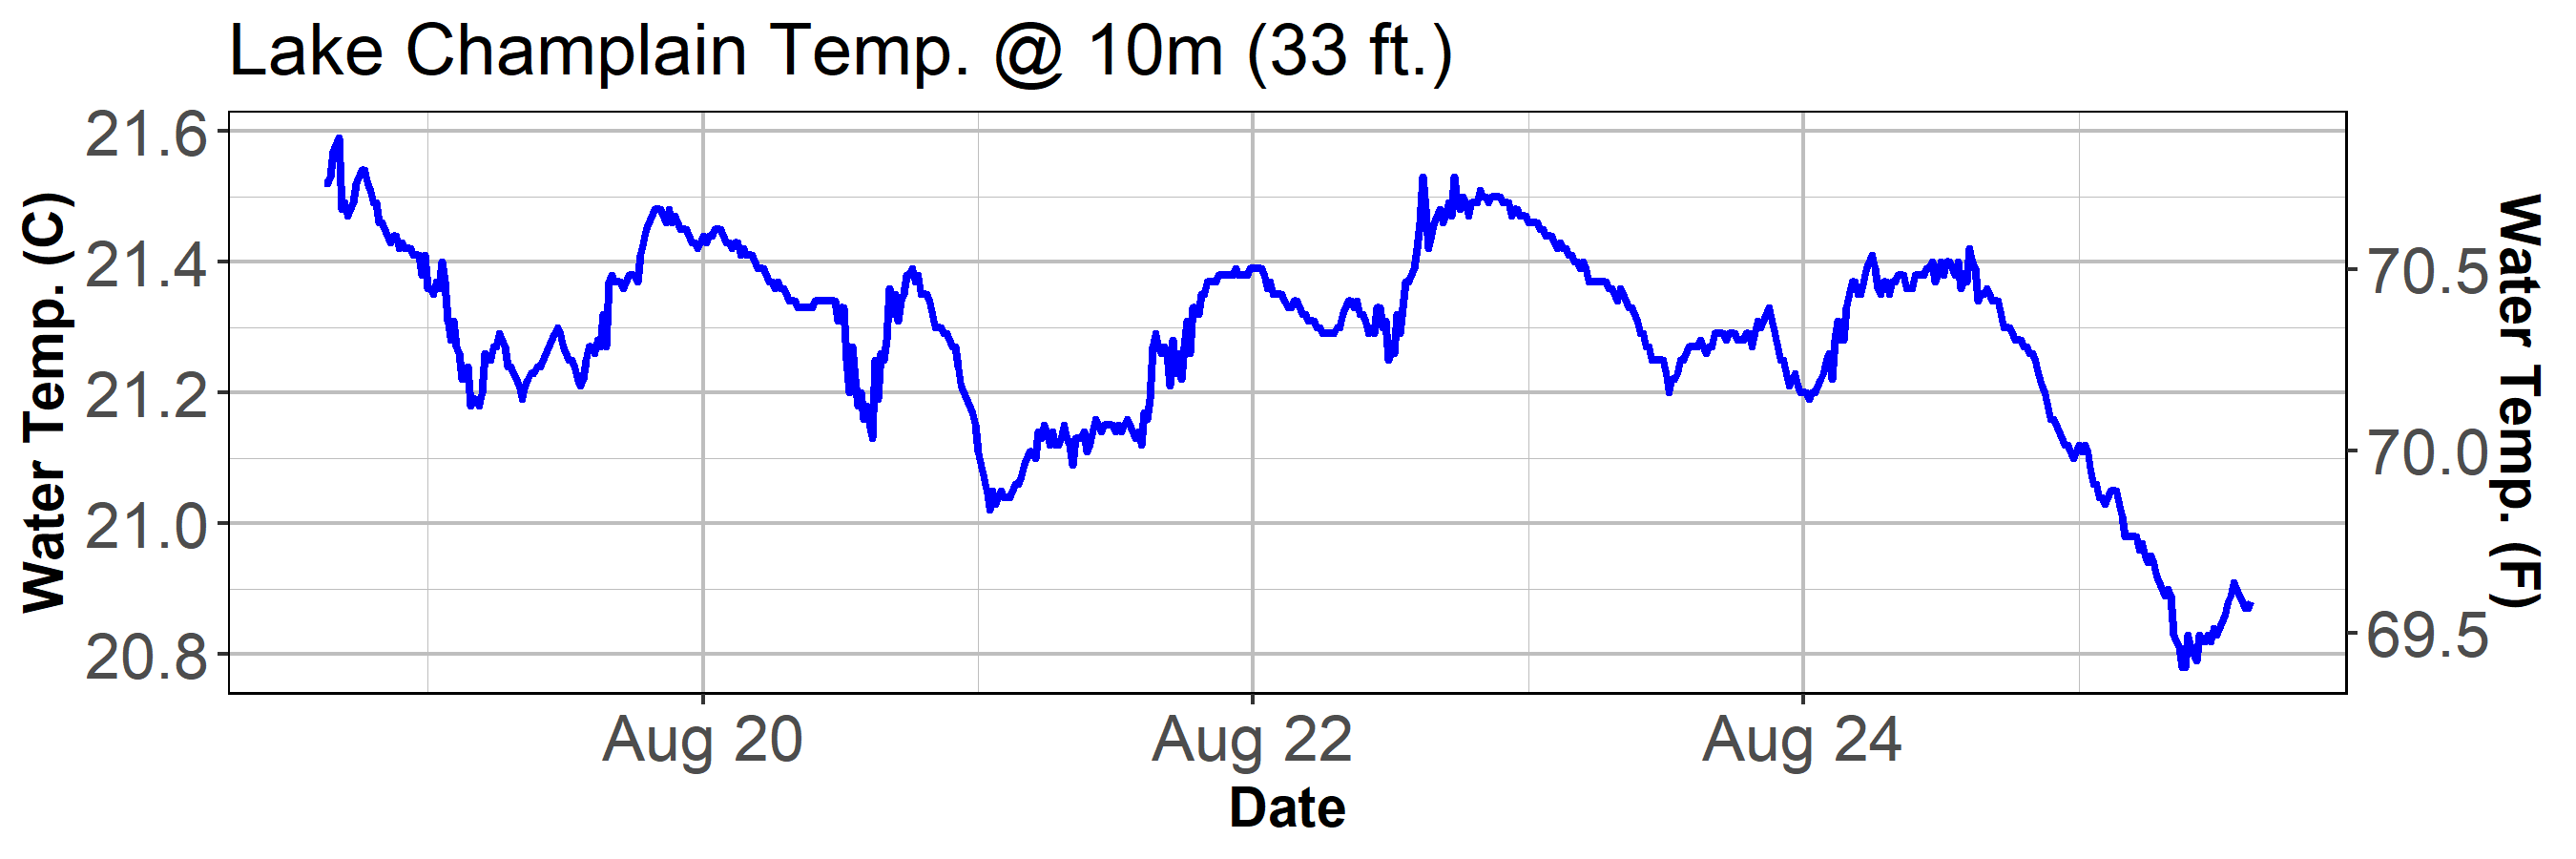 Lake Champlain Temp. @ 10m (33 ft.)
Water Temp. (C)
21.6
21.4
21.2
21.0
20.8
Water Temp. (F)
70.5
70.0
69.5
Aug 20 Aug 22 Aug 24
Date